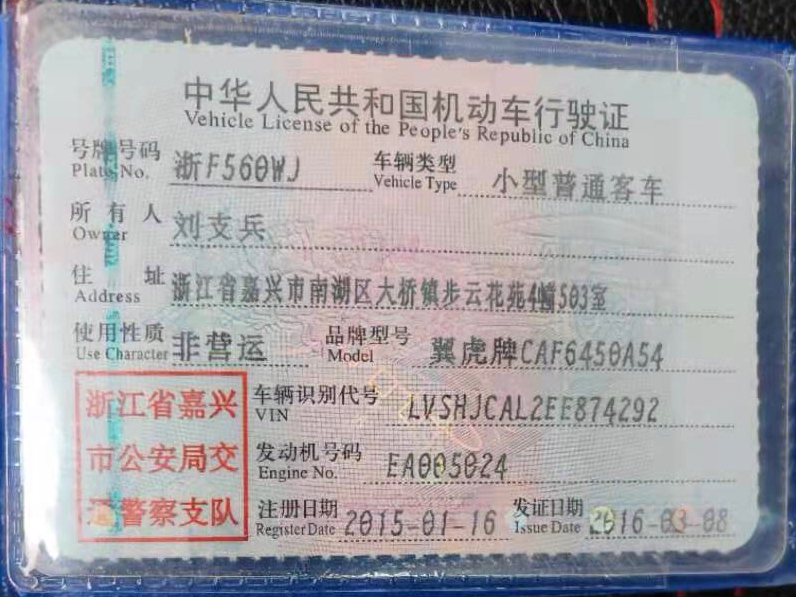 中华人民共和国机动车行驶证
Vehicle License of the People's Republic of China
号牌号码 浙F560WJ 车辆类型 小型普通客车
Plate No. Vehicle Type
所有人 刘支兵
Owner
住址 浙江省嘉兴市南湖区大桥镇步云花苑4幢503室
Address
使用性质 非营运 品牌型号 翼虎牌CAF6450A54
Use Character Model
浙江省嘉兴
市公安局交
通警察支队
车辆识别代号 LVSHJCAL2EE874292
VIN
发动机号码 EA005024
Engine No.
注册日期 2015-01-16 发证日期 2016-03-08
Register Date Issue Date